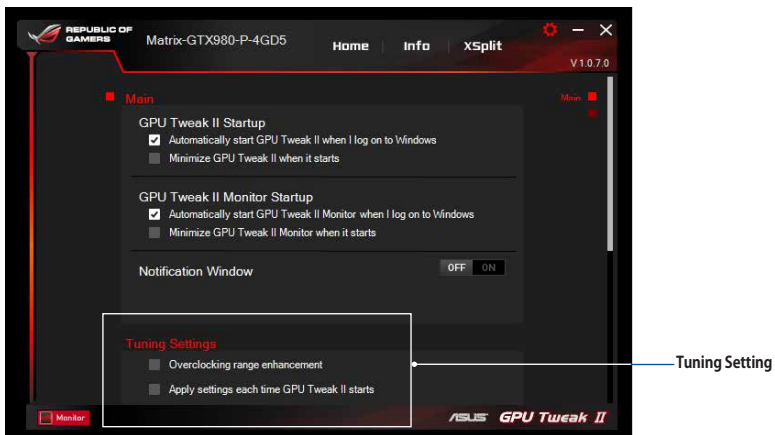 REPUBLIC OF
GAMERS
Matrix-GTX980-P-4GD5
Home
Info
XSplit
V 1.0.7.0
Main
Main
GPU Tweak II Startup
Automatically start GPU Tweak II when I log on to Windows
Minimize GPU Tweak II when it starts
GPU Tweak II Monitor Startup
Automatically start GPU Tweak II Monitor when I log on to Windows
Minimize GPU Tweak II Monitor when it starts
Notification Window
OFF ON
Tuning Settings
Overclocking range enhancement
Apply settings each time GPU Tweak II starts
Tuning Setting
Monitor
ASUS GPU Tweak II